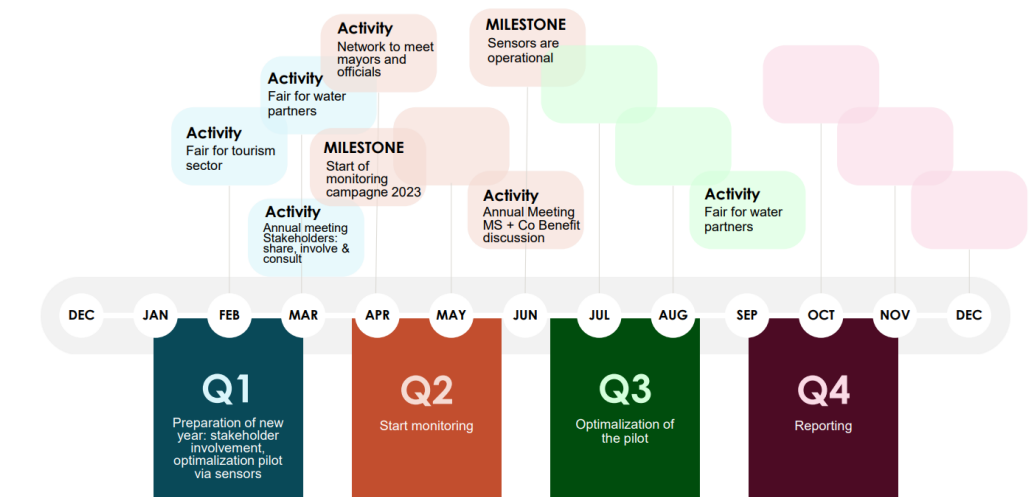 Activity
Network to meet
mayors and
officials
MILESTONE
Sensors are
operational
Activity
Fair for water
partners
Activity
Fair for tourism
sector
MILESTONE
Start of
monitoring
campagne 2023
Activity
Annual meeting
Stakeholders:
share, involve &
consult
Activity
Annual Meeting
MS + Co Benefit
discussion
Activity
Fair for water
partners
DEC
JAN
FEB
MAR
APR
MAY
JUN
JUL
AUG
SEP
OCT
NOV
DEC
Q1
Preparation of new
year: stakeholder
involvement,
optimalization pilot
via sensors
Q2
Start monitoring
Q3
Optimalization of
the pilot
Q4
Reporting